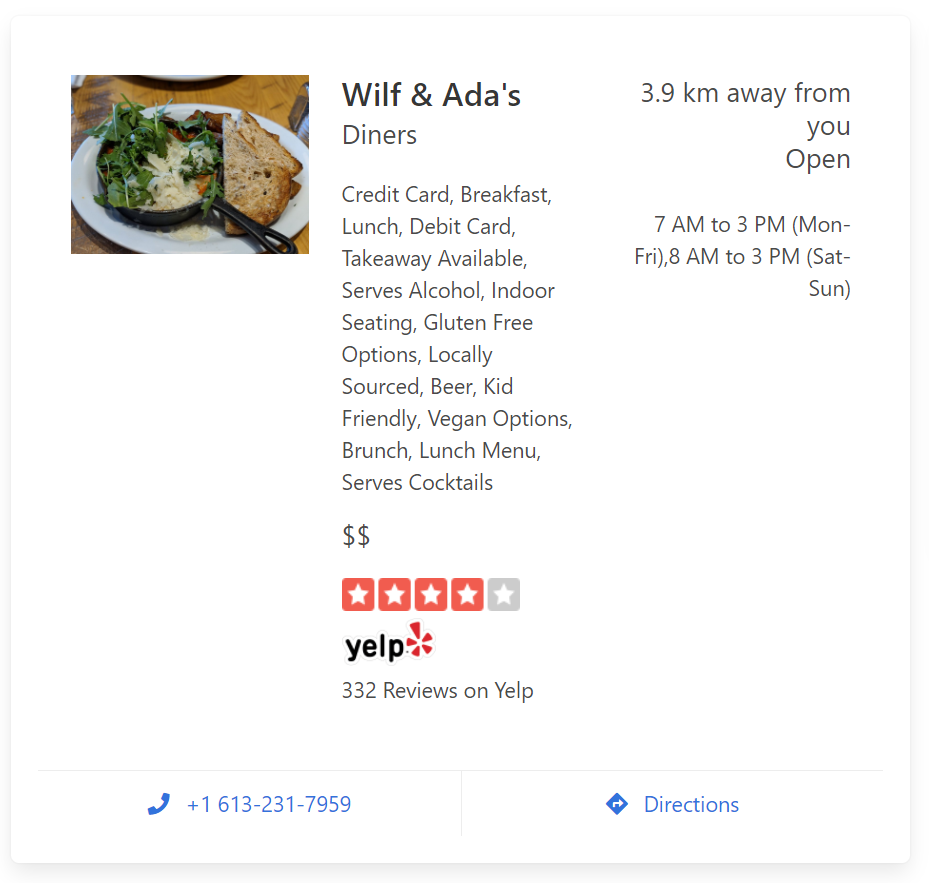 Wilf & Ada's
Diners
Credit Card, Breakfast,
Lunch, Debit Card,
Takeaway Available,
Serves Alcohol, Indoor
Seating, Gluten Free
Options, Locally
Sourced, Beer, Kid
Friendly, Vegan Options,
Brunch, Lunch Menu,
Serves Cocktails
$$
yelp
332 Reviews on Yelp
3.9 km away from
you
Open
7 AM to 3 PM (Mon-
Fri),8 AM to 3 PM (Sat-
Sun)
+1 613-231-7959
Directions